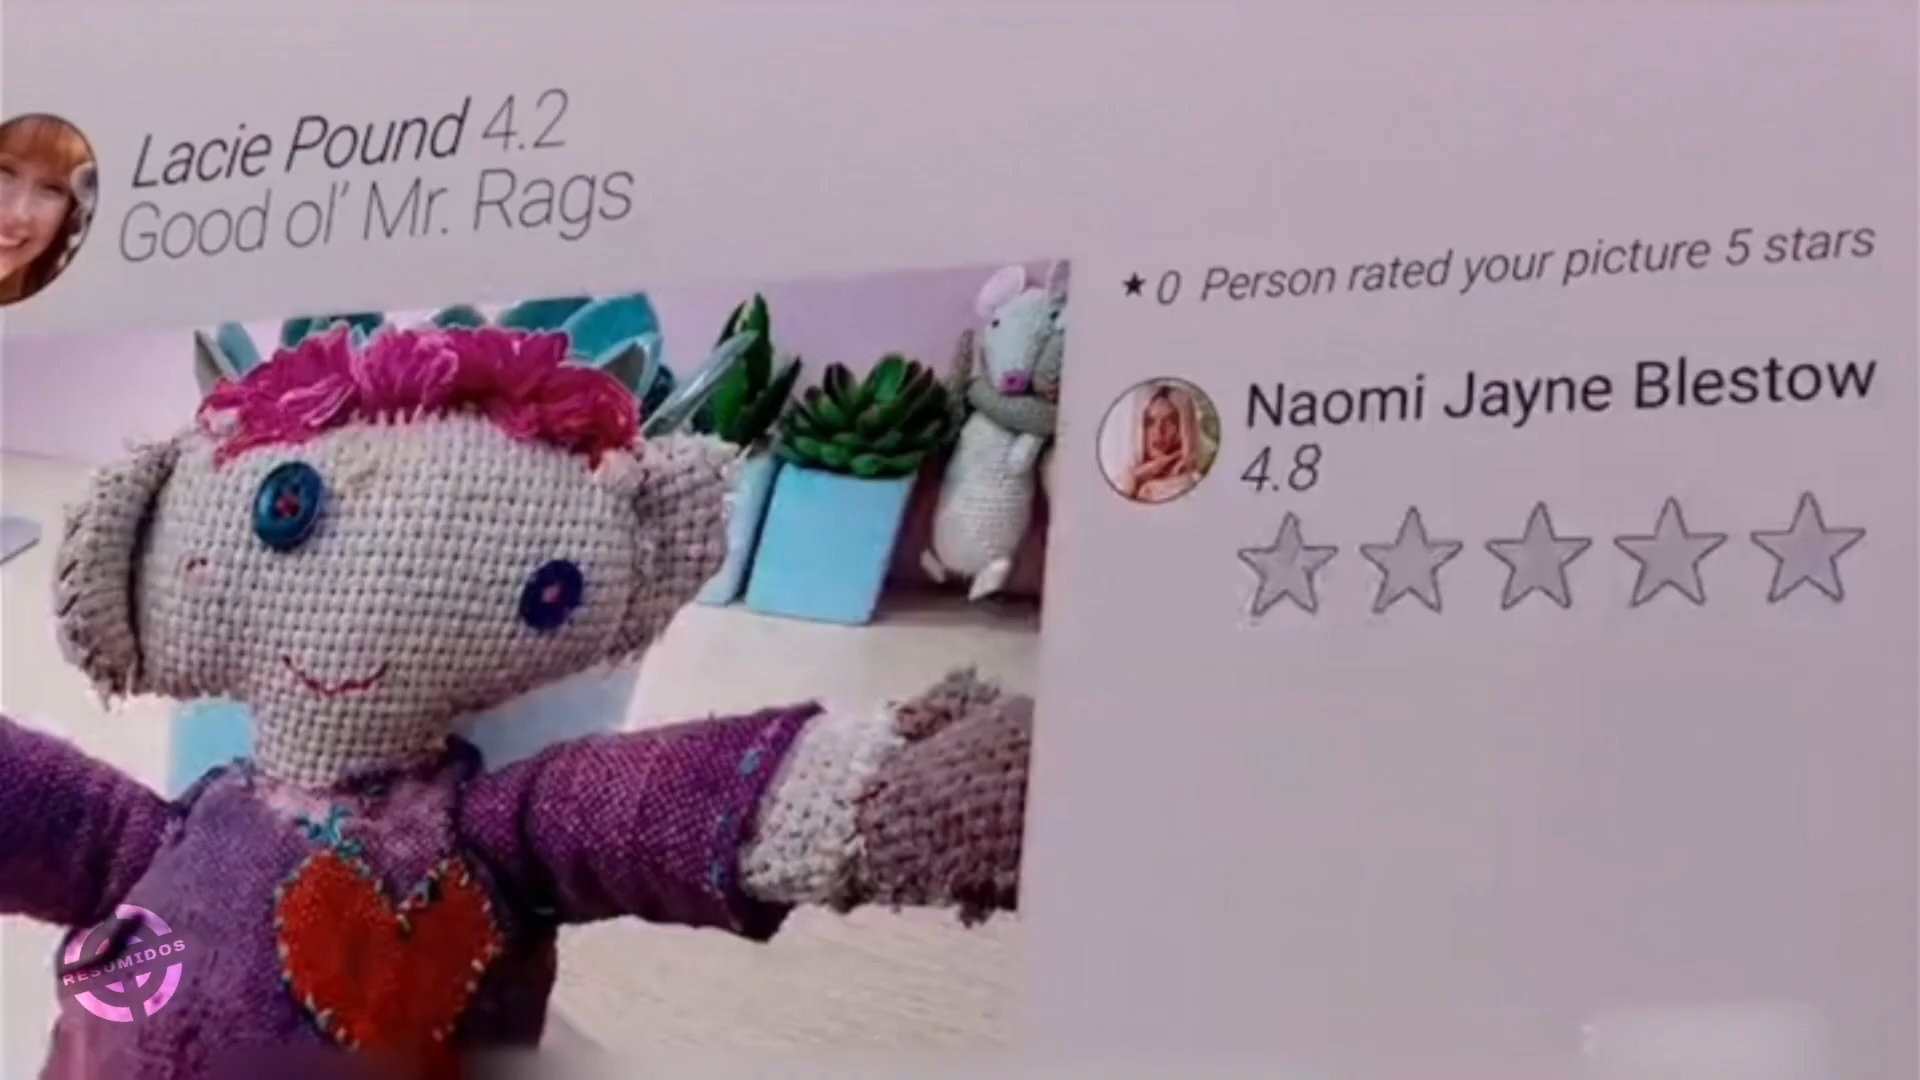 Lacie Pound 4.2
Good ol' Mr. Rags
★ 0 Person rated your picture 5 stars
Naomi Jayne Blestow
4.8
RESUMIDOS